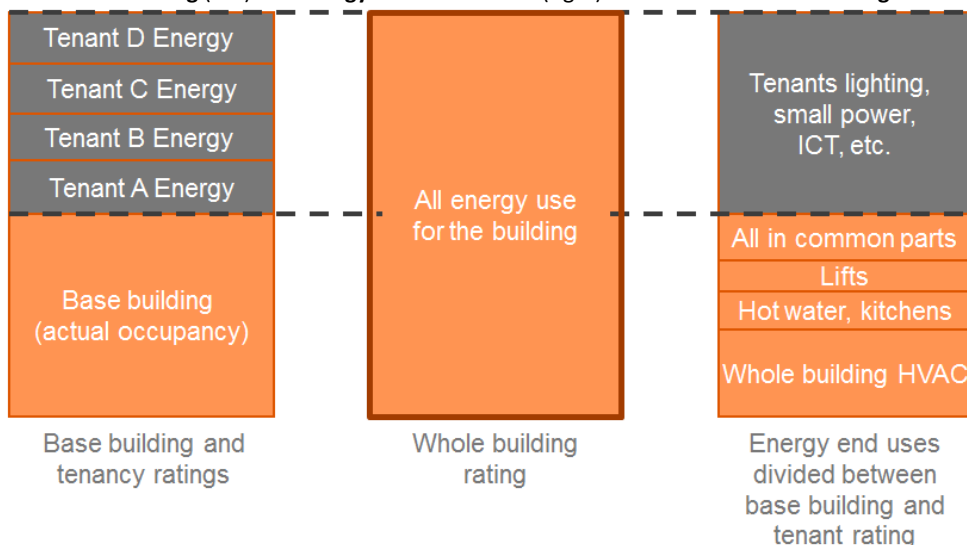 Tenant D Energy
Tenant C Energy
Tenant B Energy
Tenant A Energy
Base building
(actual occupancy)
Base building and
tenancy ratings
All energy use
for the building
Whole building
rating
Tenants lighting,
small power,
ICT, etc.
All in common parts
Lifts
Hot water, kitchens
Whole building HVAC
Energy end uses
divided between
base building and
tenant rating